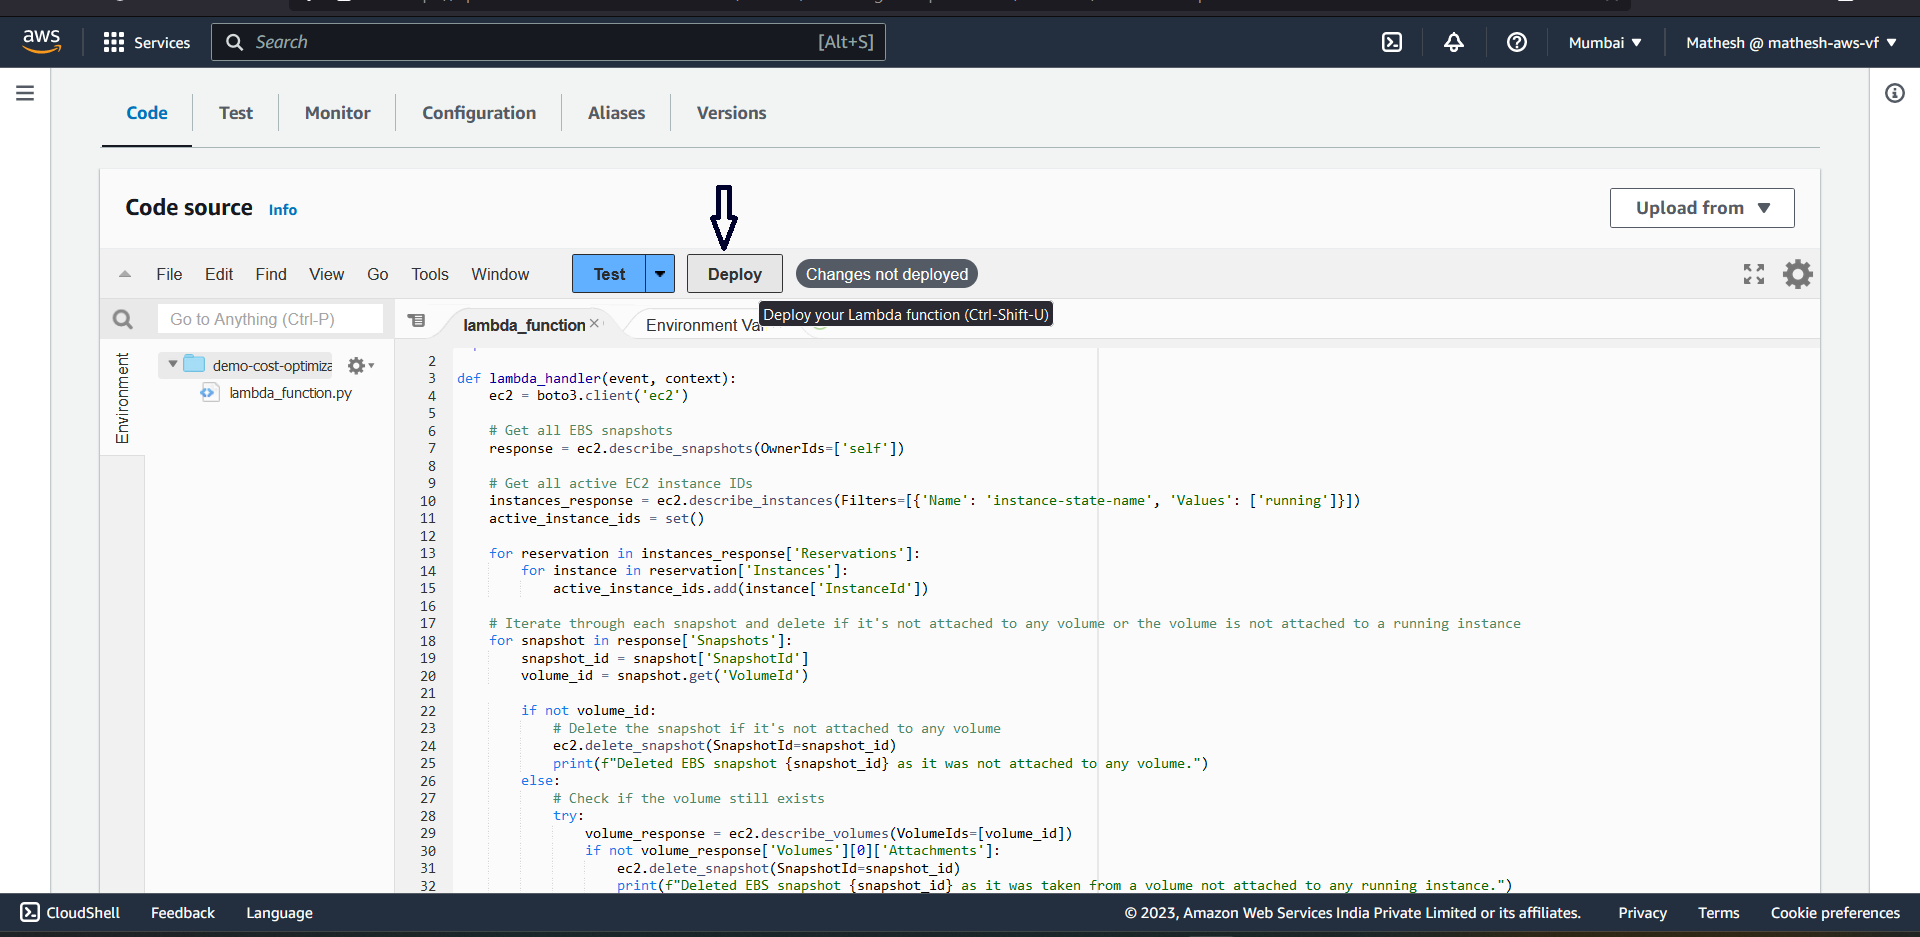 aws Services Search [Alt+S] Mumbai Mathesh @ mathesh-aws-vf
Code Test Monitor Configuration Aliases Versions
Code source Info Upload from
File Edit Find View Go Tools Window Test Deploy Changes not deployed
Deploy your Lambda function (Ctrl-Shift-U)
Go to Anything (Ctrl-P) lambda_function Environment
Environment
demo-cost-optimiza
lambda_function.py
2
3 def lambda_handler(event, context):
4 ec2 = boto3.client('ec2')
5
6 # Get all EBS snapshots
7 response = ec2.describe_snapshots(OwnerIds=['self'])
8
9 # Get all active EC2 instance IDs
10 instances_response = ec2.describe_instances(Filters=[{'Name': 'instance-state-name', 'Values': ['running']}])
11 active_instance_ids = set()
12
13 for reservation in instances_response['Reservations']:
14 for instance in reservation['Instances']:
15 active_instance_ids.add(instance['InstanceId'])
16
17 # Iterate through each snapshot and delete if it's not attached to any volume or the volume is not attached to a running instance
18 for snapshot in response['Snapshots']:
19 snapshot_id = snapshot['SnapshotId']
20 volume_id = snapshot.get('VolumeId')
21
22 if not volume_id:
23 # Delete the snapshot if it's not attached to any volume
24 ec2.delete_snapshot(SnapshotId=snapshot_id)
25 print(f"Deleted EBS snapshot {snapshot_id} as it was not attached to any volume.")
26 else:
27 # Check if the volume still exists
28 try:
29 volume_response = ec2.describe_volumes(VolumeIds=[volume_id])
30 if not volume_response['Volumes'][0]['Attachments']:
31 ec2.delete_snapshot(SnapshotId=snapshot_id)
32 print(f"Deleted EBS snapshot {snapshot_id} as it was taken from a volume not attached to any running instance.")
CloudShell Feedback Language © 2023, Amazon Web Services India Private Limited or its affiliates. Privacy Terms Cookie preferences